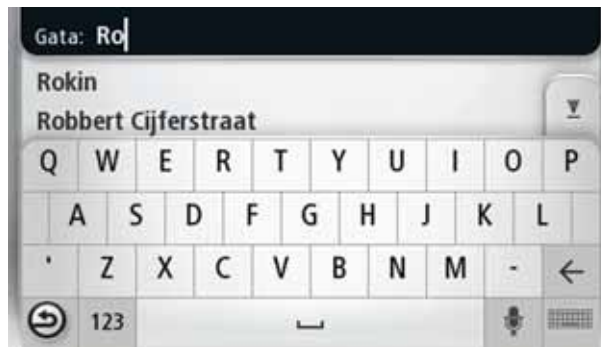 Gata: Ro
Rokin
Robbert Cijferstraat
Q W E R T Y U I O P
A S D F G H J K L
' Z X C V B N M -
123